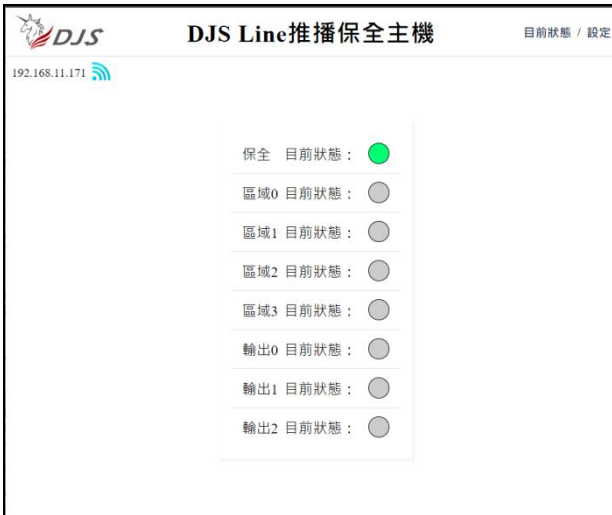 DJS
DJS Line推播保全主機
目前狀態 / 設定
192.168.11.171
保全 目前狀態：
區域0 目前狀態：
區域1 目前狀態：
區域2 目前狀態：
區域3 目前狀態：
輸出0 目前狀態：
輸出1 目前狀態：
輸出2 目前狀態：